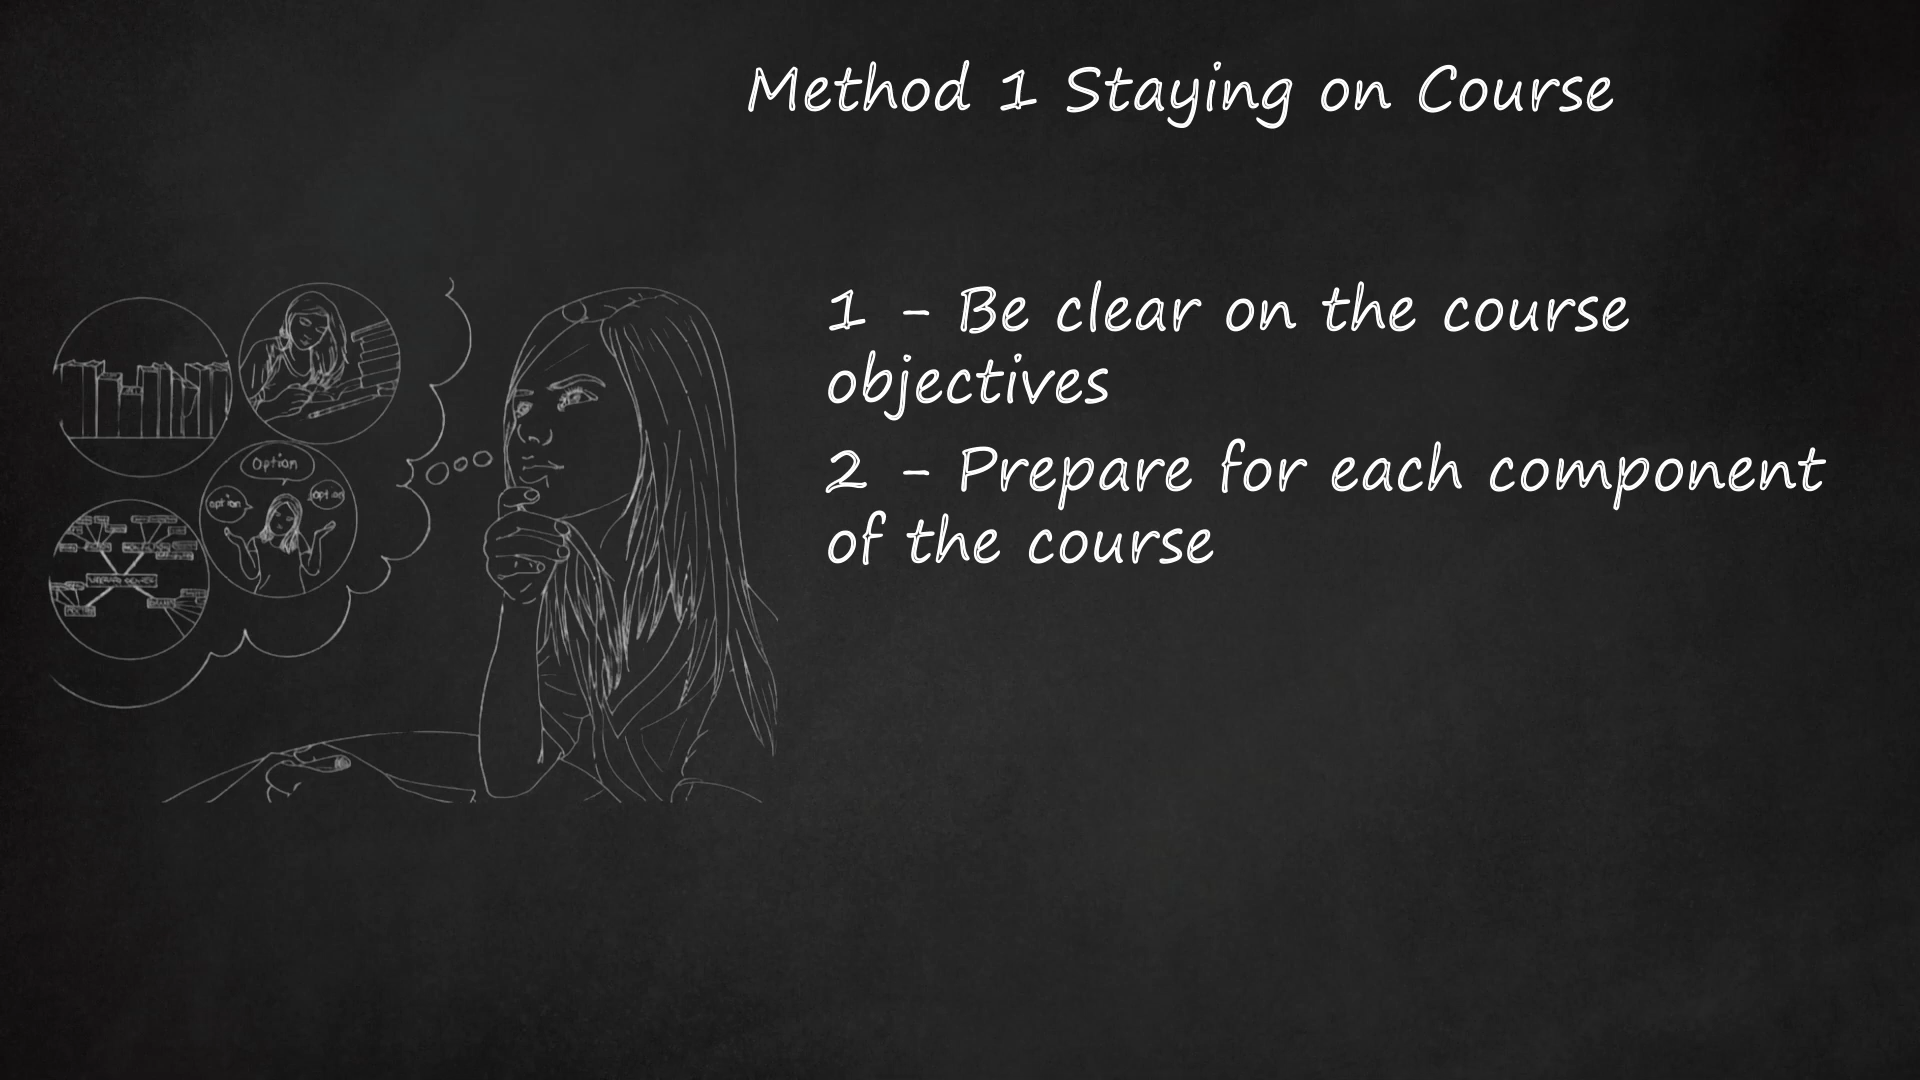 Method 1 Staying on Course
1 - Be clear on the course
objectives
2 - Prepare for each component
of the course
option
option